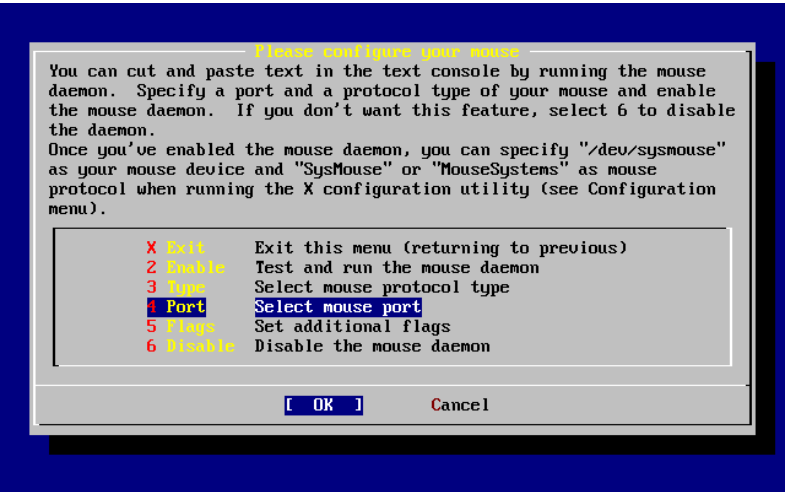 Please configure your mouse
You can cut and paste text in the text console by running the mouse
daemon.  Specify a port and a protocol type of your mouse and enable
the mouse daemon.  If you don't want this feature, select 6 to disable
the daemon.
Once you've enabled the mouse daemon, you can specify "/dev/sysmouse"
as your mouse device and "SysMouse" or "MouseSystems" as mouse
protocol when running the X configuration utility (see Configuration
menu).
X Exit     Exit this menu (returning to previous)
2 Enable   Test and run the mouse daemon
3 Type     Select mouse protocol type
4 Port     Select mouse port
5 Flags    Set additional flags
6 Disable  Disable the mouse daemon
[  OK  ]       Cancel